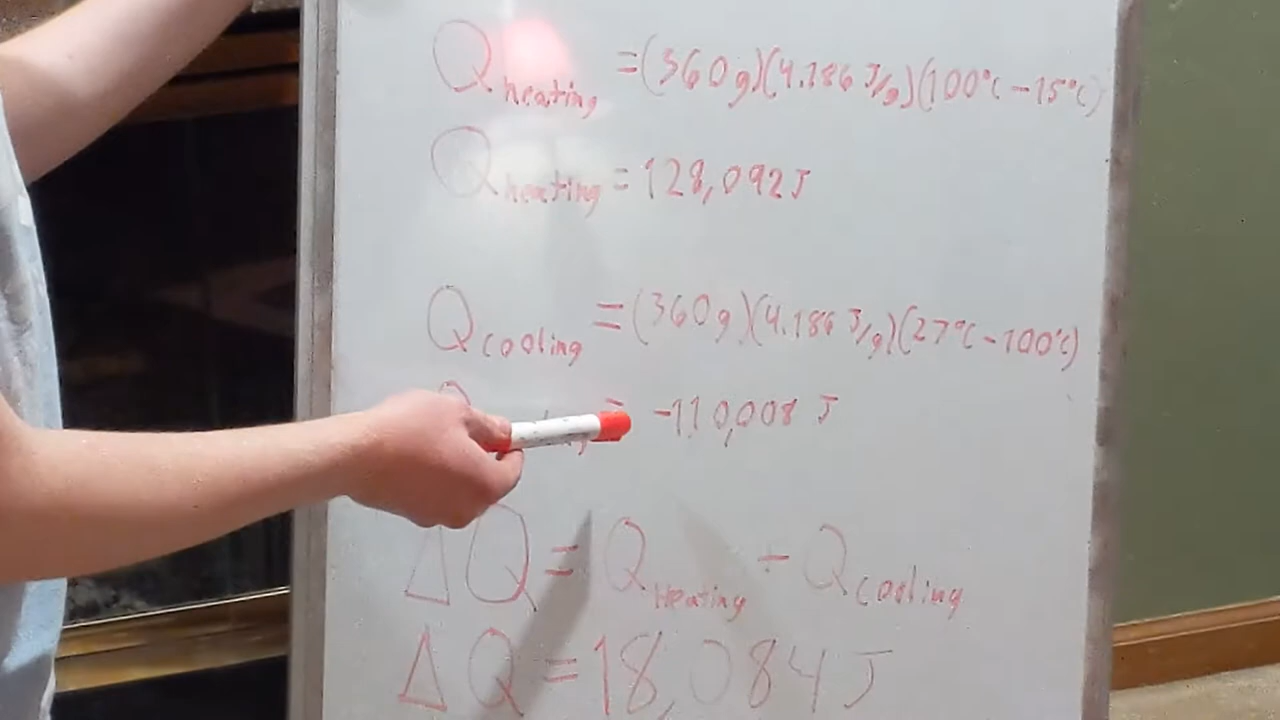 Q heating = (360g)(4.186 J/g)(100°C - 15°C)
Q heating = 128,092 J
Q cooling = (360g)(4.186 J/g)(27°C - 100°C)
= -110,008 J
ΔQ = Q Heating + Q cooling
ΔQ = 18,084 J